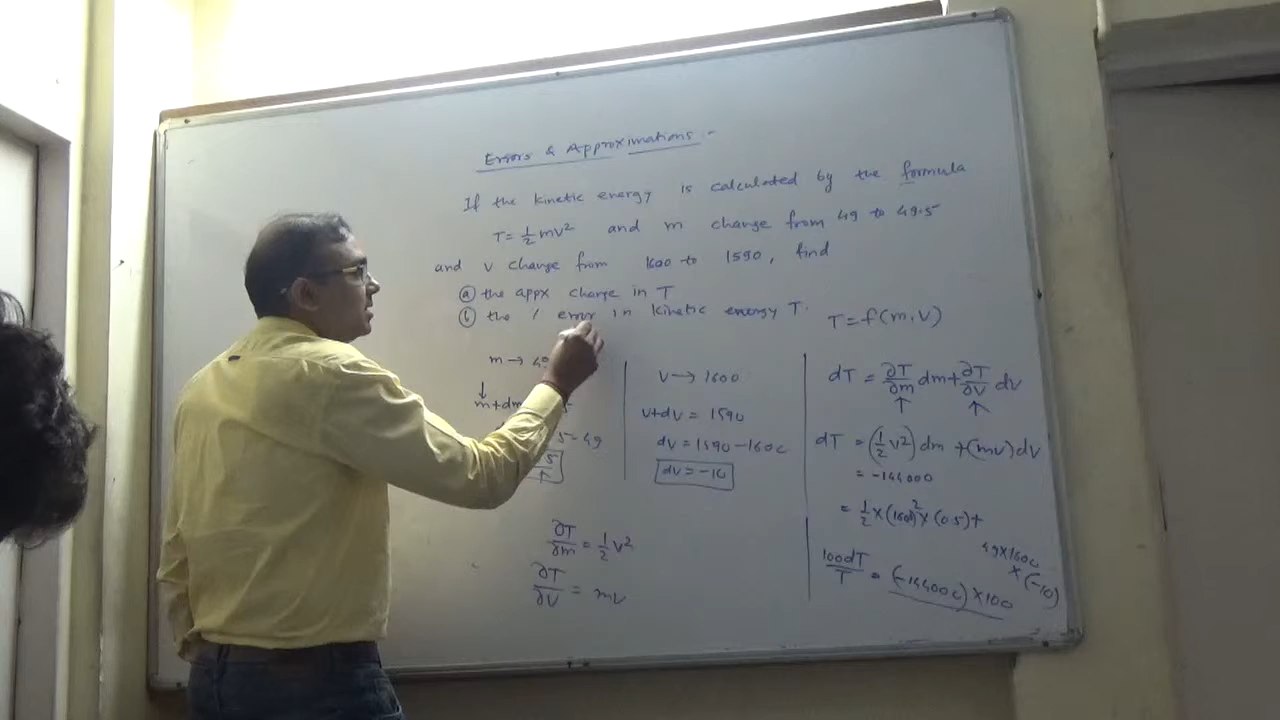 Errors & Approximations :-
If the kinetic energy is calculated by the formula
T = 1/2 mv² and m change from 49 to 49.5
and v change from 1600 to 1590, find
(a) the appx change in T
(b) the / error in kinetic energy T.
m → 49
m+dm
5-49
5
∂T/∂m = 1/2 v²
∂T/∂v = mv
v → 1600
v+dv = 1590
dv = 1590-1600
dv = -10
T = f(m,v)
dT = ∂T/∂m dm + ∂T/∂v dv
dT = (1/2 v²) dm + (mv) dv
= -144000
= 1/2 × (1600)² × (0.5) +
49×1600
× (-10)
100dT/T = (-144000) × 100